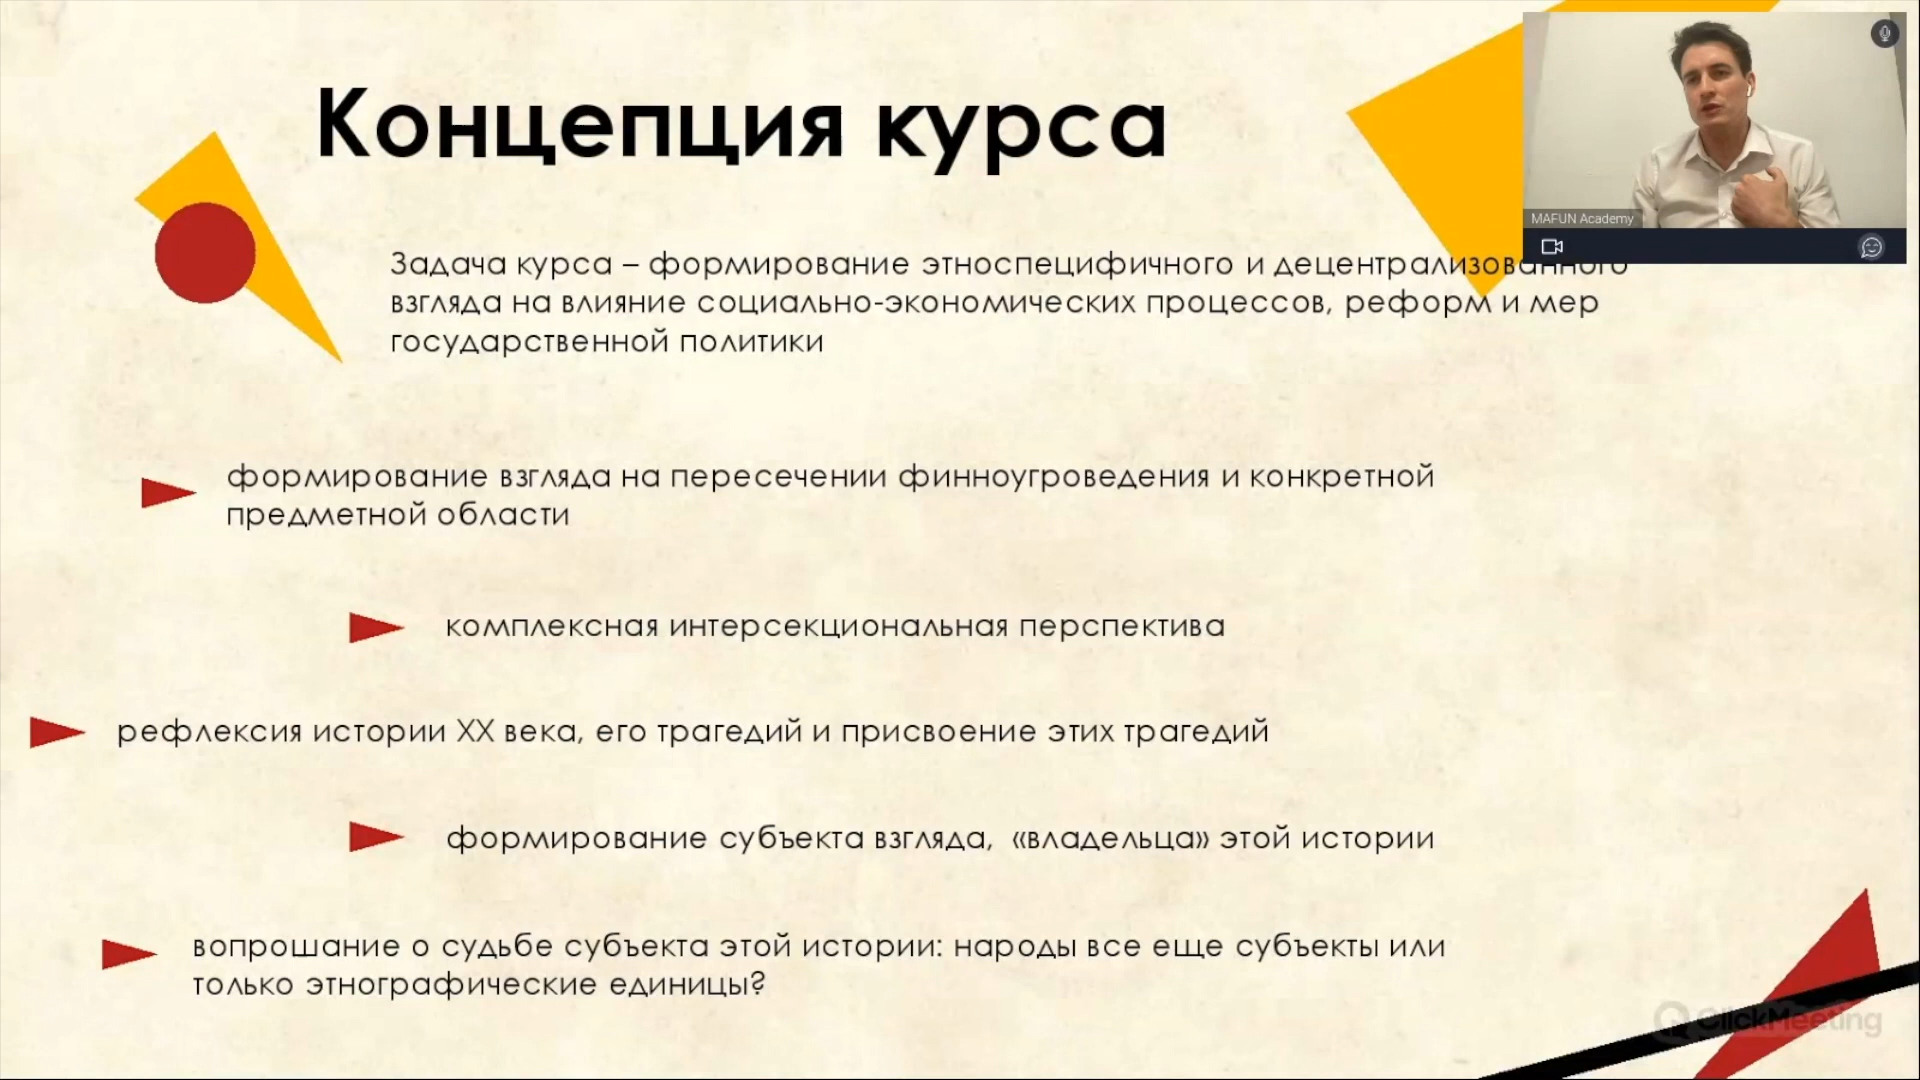 Концепция курса
MAFUN Academy
Задача курса – формирование этноспецифичного и децентрализованного
взгляда на влияние социально-экономических процессов, реформ и мер
государственной политики
формирование взгляда на пересечении финноугроведения и конкретной
предметной области
комплексная интерсекциональная перспектива
рефлексия истории XX века, его трагедий и присвоение этих трагедий
формирование субъекта взгляда, «владельца» этой истории
вопрошание о судьбе субъекта этой истории: народы все еще субъекты или
только этнографические единицы?
ClickMeeting